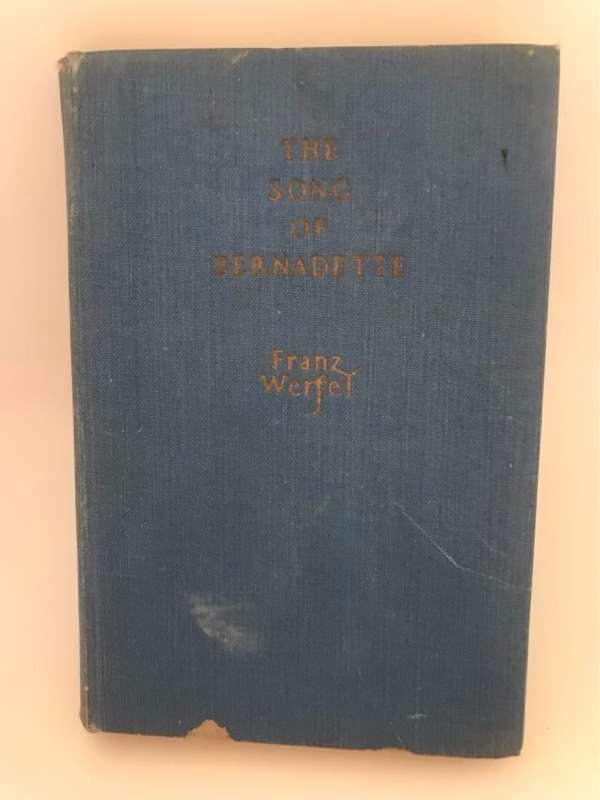 THE
SONG
OF
BERNADETTE
Franz
Werfel